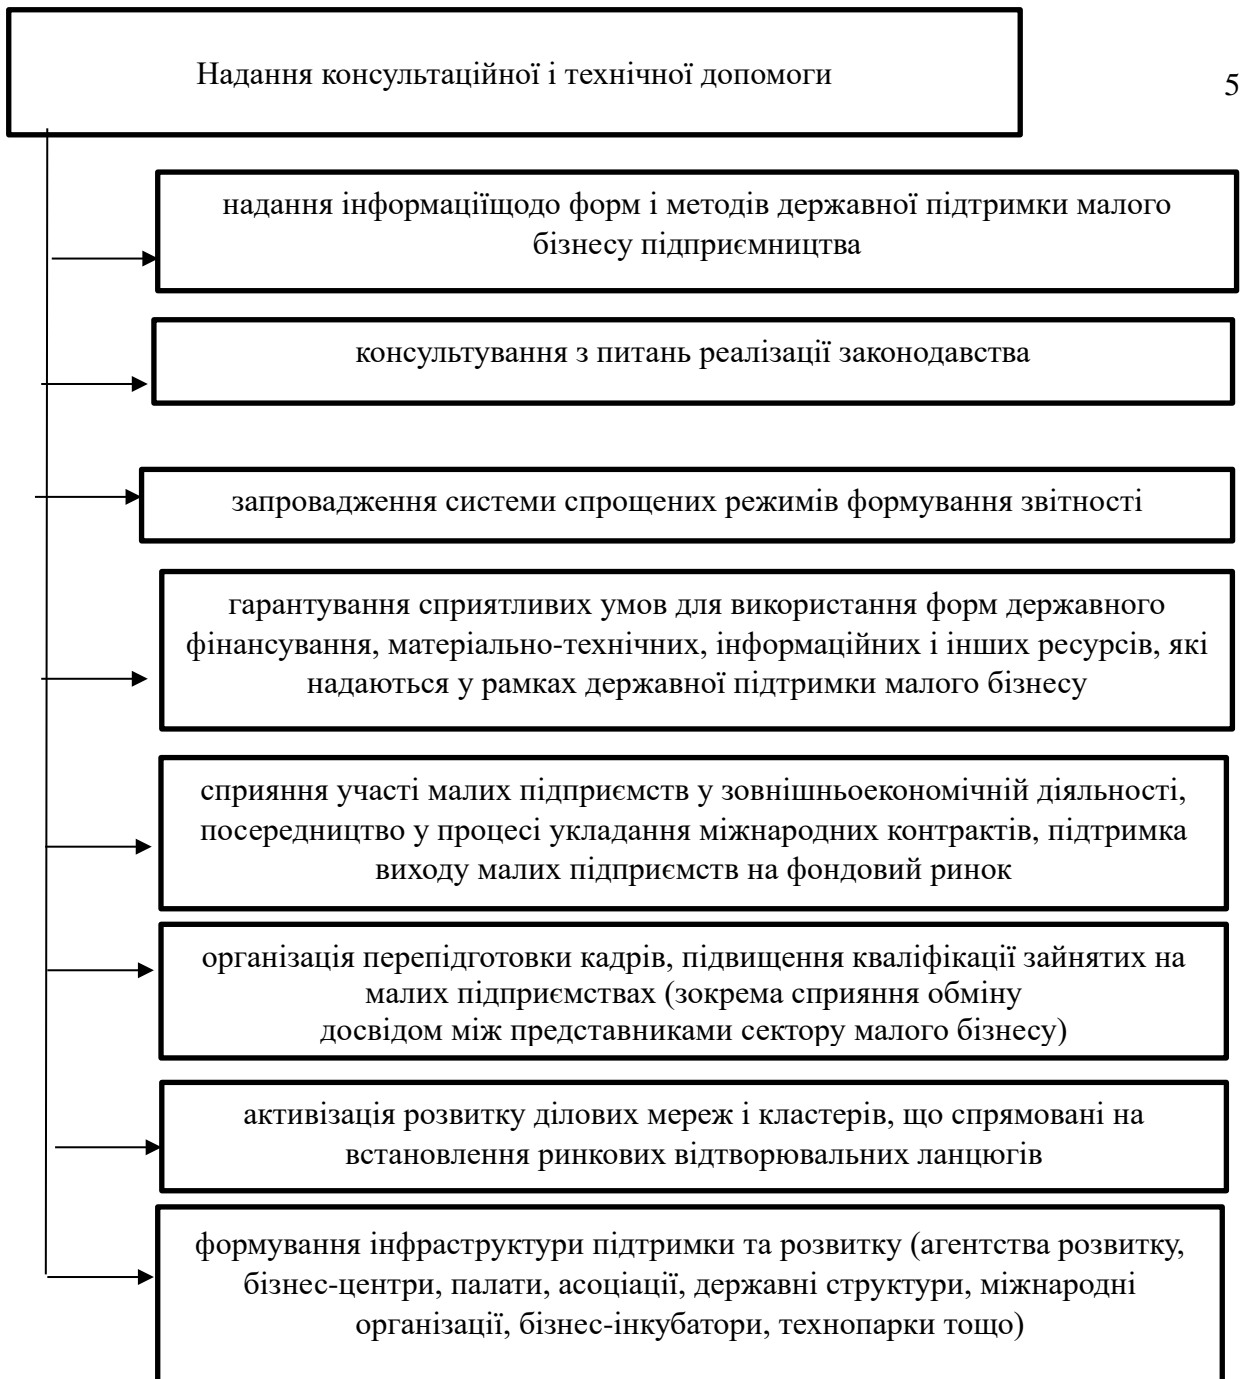 Надання консультаційної і технічної допомоги
5
надання інформаціїщодо форм і методів державної підтримки малого
бізнесу підприємництва
консультування з питань реалізації законодавства
запровадження системи спрощених режимів формування звітності
гарантування сприятливих умов для використання форм державного
фінансування, матеріально-технічних, інформаційних і інших ресурсів, які
надаються у рамках державної підтримки малого бізнесу
сприяння участі малих підприємств у зовнішньоекономічній діяльності,
посередництво у процесі укладання міжнародних контрактів, підтримка
виходу малих підприємств на фондовий ринок
організація перепідготовки кадрів, підвищення кваліфікації зайнятих на
малих підприємствах (зокрема сприяння обміну
досвідом між представниками сектору малого бізнесу)
активізація розвитку ділових мереж і кластерів, що спрямовані на
встановлення ринкових відтворювальних ланцюгів
формування інфраструктури підтримки та розвитку (агентства розвитку,
бізнес-центри, палати, асоціації, державні структури, міжнародні
організації, бізнес-інкубатори, технопарки тощо)